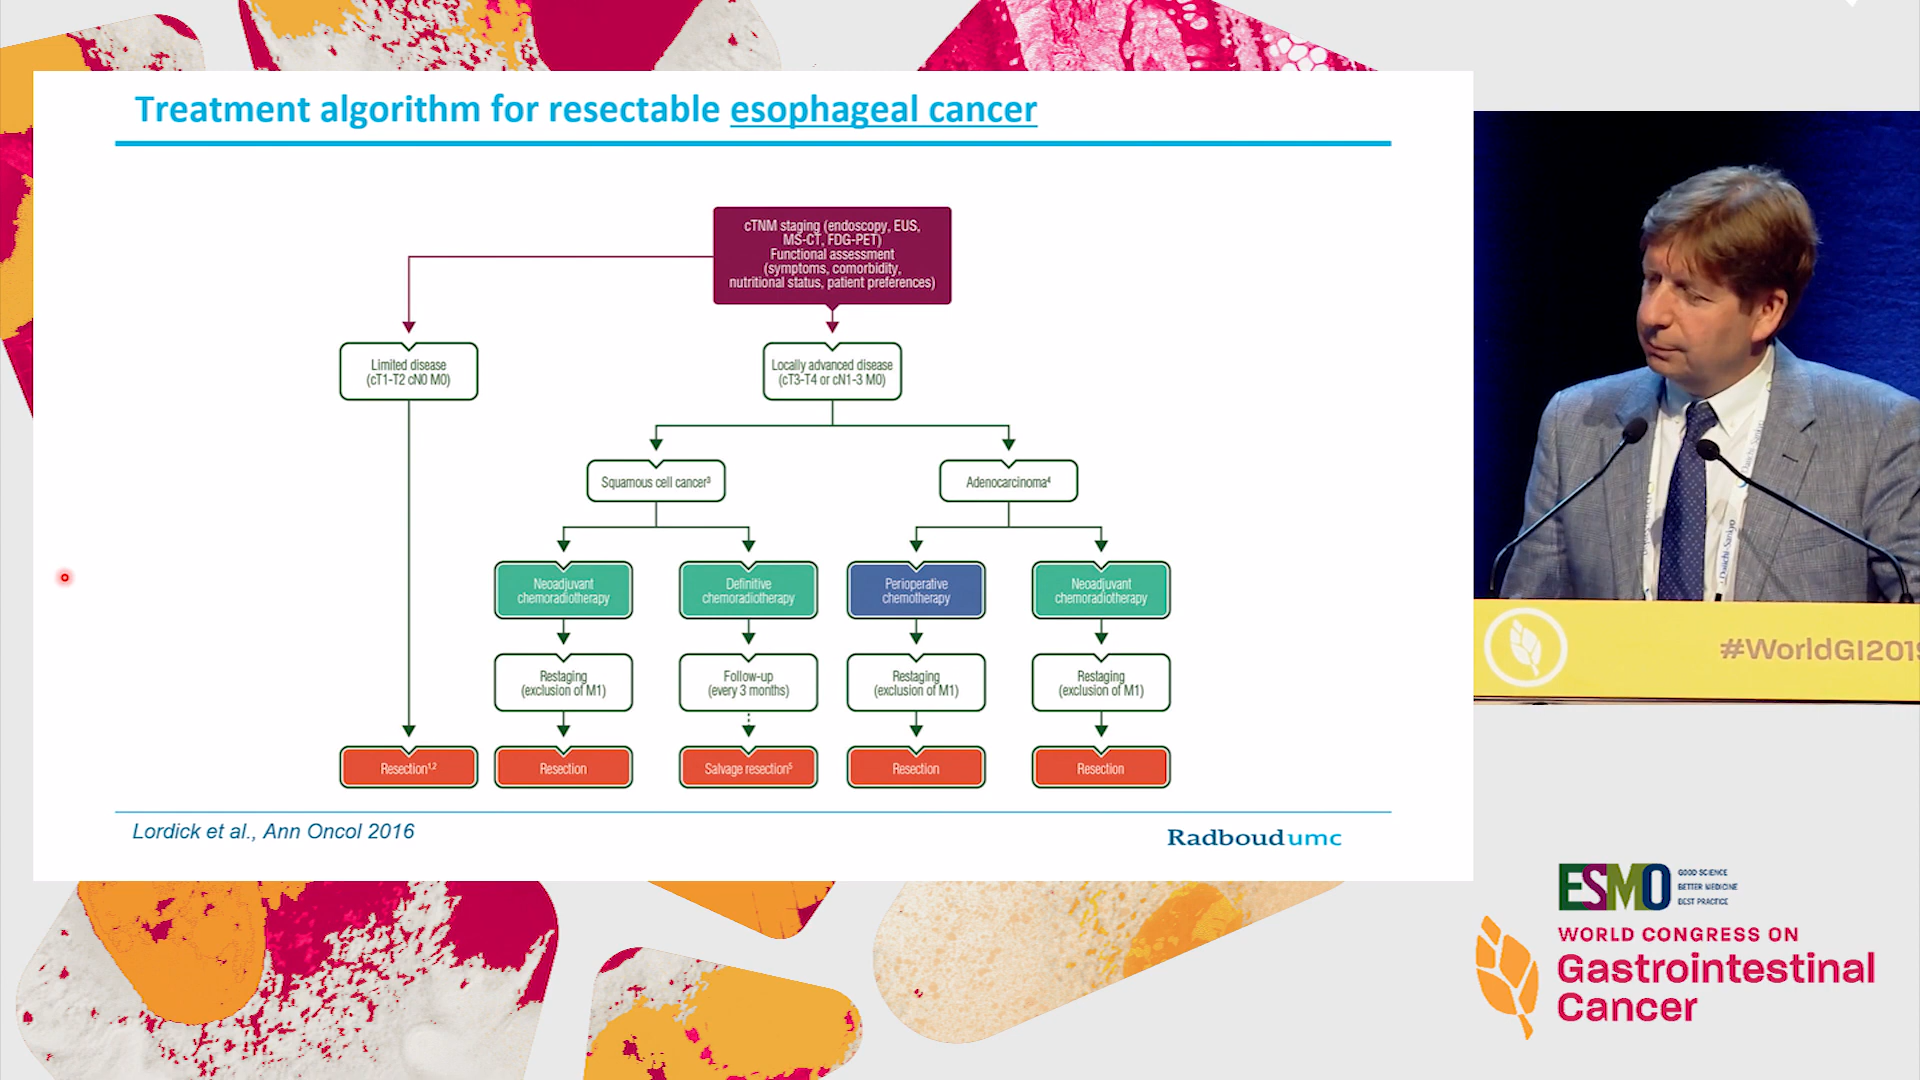 Treatment algorithm for resectable esophageal cancer
cTNM staging (endoscopy, EUS,
MS-CT, FDG-PET)
Functional assessment
(symptoms, comorbidity,
nutritional status, patient preferences)
Limited disease
(cT1-T2 cN0 M0)
Locally advanced disease
(cT3-T4 or cN1-3 M0)
Squamous cell cancer³
Adenocarcinoma⁴
Neoadjuvant
chemoradiotherapy
Definitive
chemoradiotherapy
Perioperative
chemotherapy
Neoadjuvant
chemoradiotherapy
Restaging
(exclusion of M1)
Follow-up
(every 3 months)
Restaging
(exclusion of M1)
Restaging
(exclusion of M1)
Resection¹,²
Resection
Salvage resection⁵
Resection
Resection
Lordick et al., Ann Oncol 2016
Radboudumc
Daiichi-Sankyo
#WorldGI2019
ESMO
GOOD SCIENCE
BETTER MEDICINE
BEST PRACTICE
WORLD CONGRESS ON
Gastrointestinal
Cancer